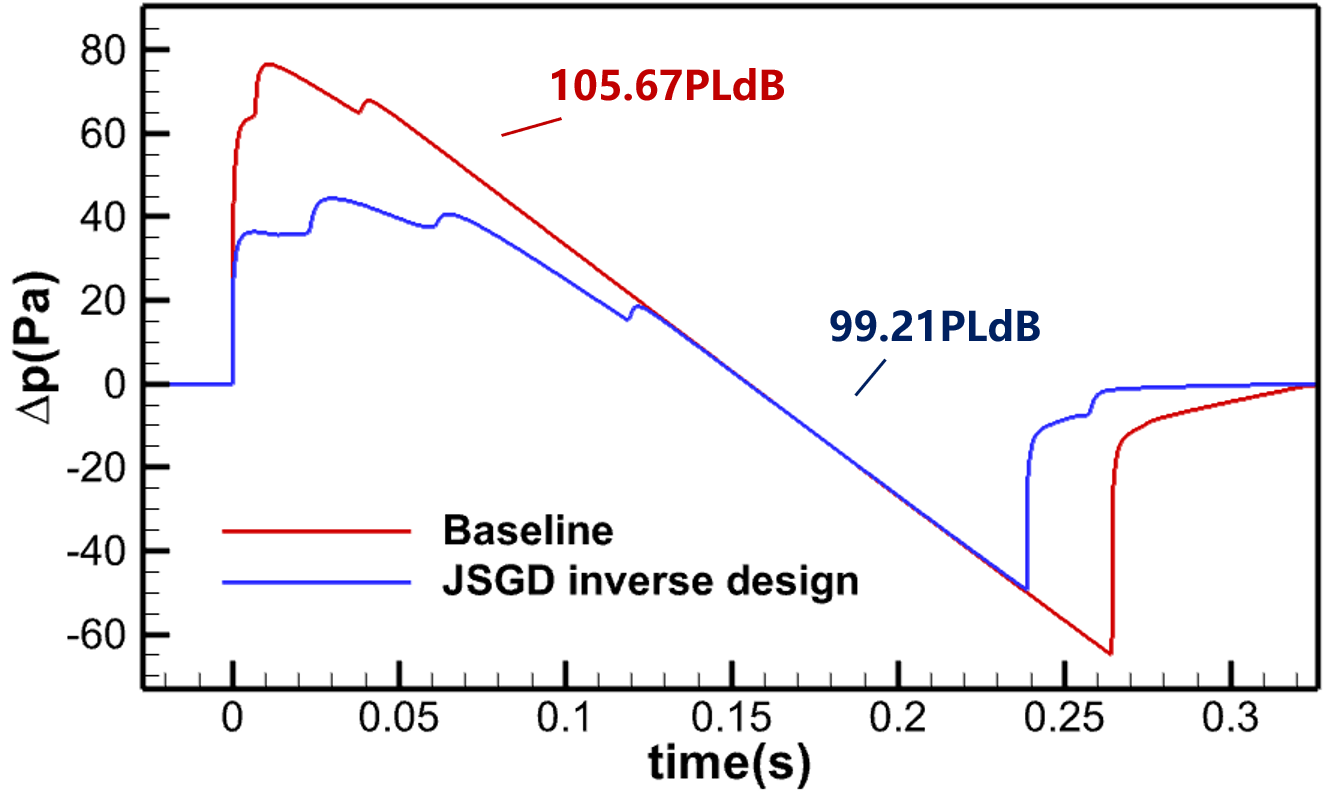 80
60
40
20
0
-20
-40
-60
Δp(Pa)
105.67PLdB
99.21PLdB
Baseline
JSGD inverse design
0 0.05 0.1 0.15 0.2 0.25 0.3
time(s)